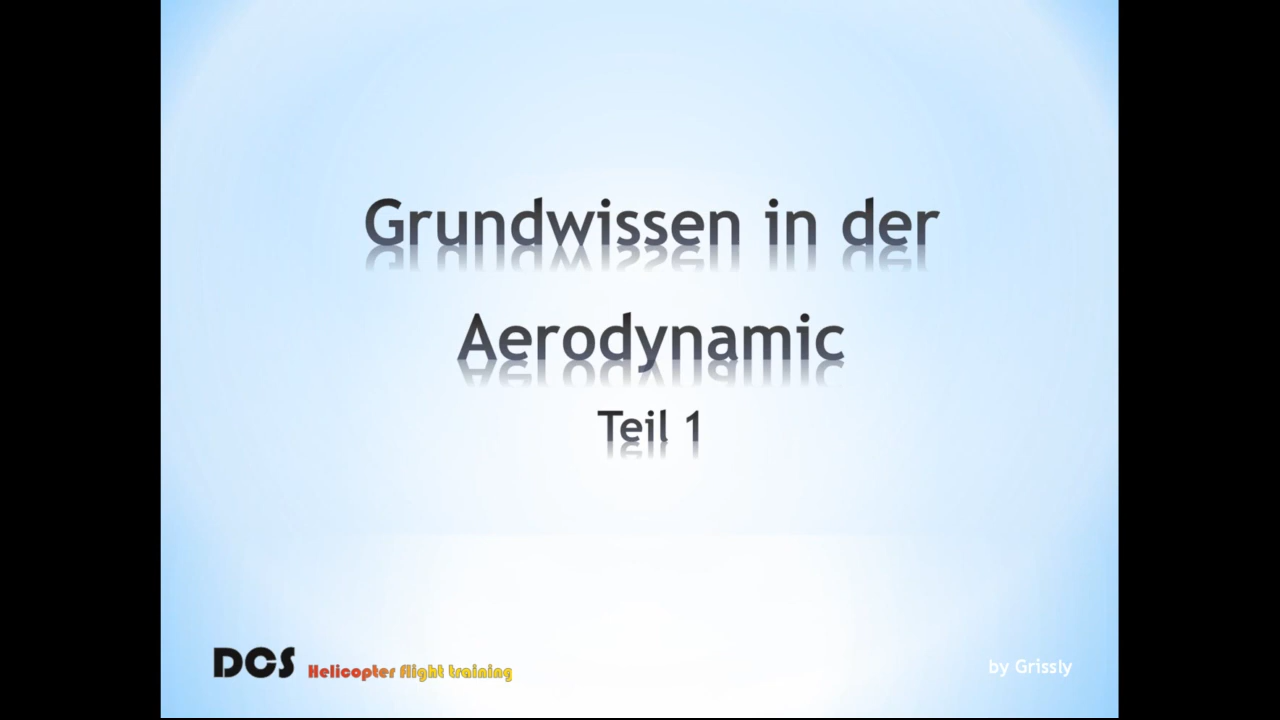 Grundwissen in der
Aerodynamic
Teil 1
DCS Helicopter flight training
by Grissly